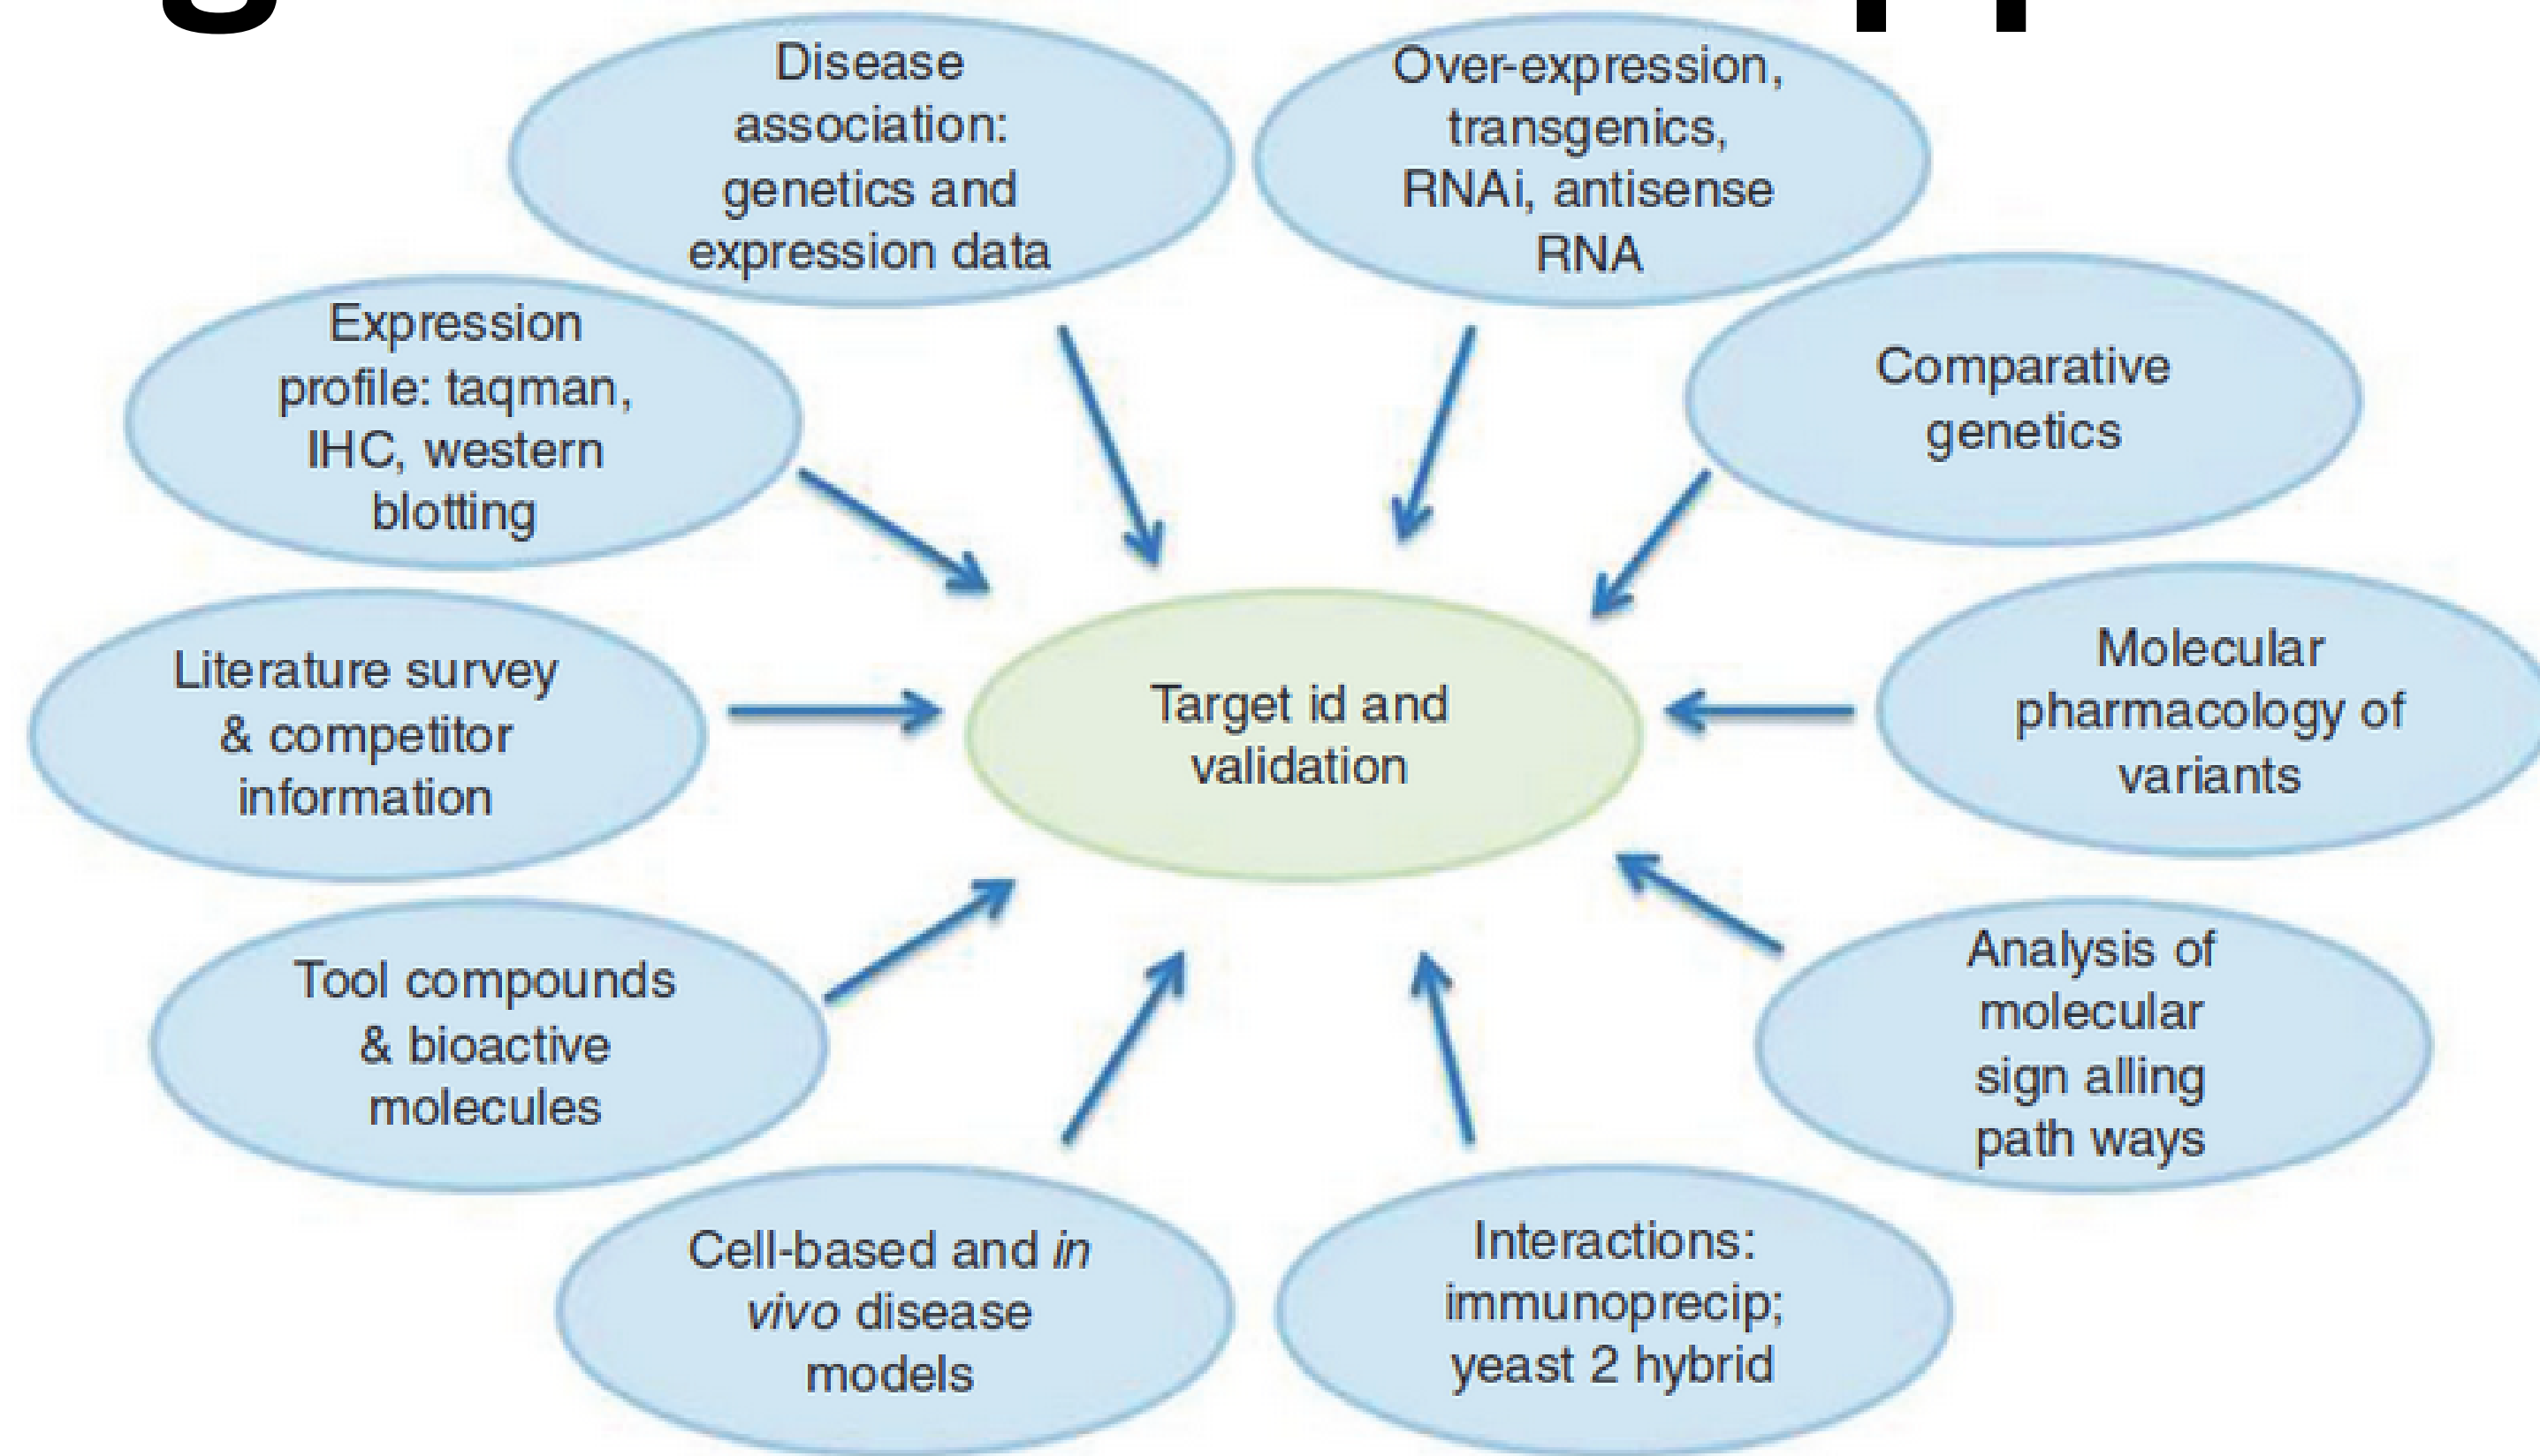 Disease
association:
genetics and
expression data
Over-expression,
transgenics,
RNAi, antisense
RNA
Expression
profile: taqman,
IHC, western
blotting
Comparative
genetics
Literature survey
& competitor
information
Target id and
validation
Molecular
pharmacology of
variants
Tool compounds
& bioactive
molecules
Analysis of
molecular
sign alling
path ways
Cell-based and in
vivo disease
models
Interactions:
immunoprecip;
yeast 2 hybrid